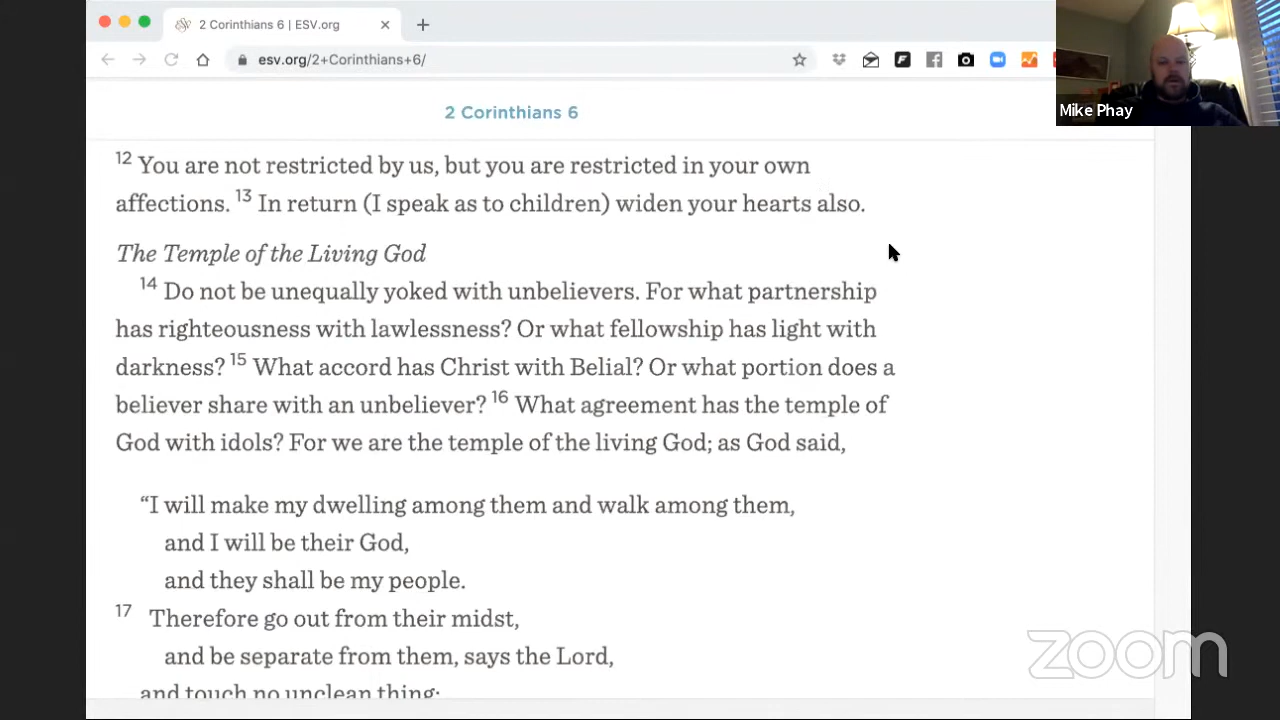 2 Corinthians 6 | ESV.org
esv.org/2+Corinthians+6/
Mike Phay
2 Corinthians 6
12 You are not restricted by us, but you are restricted in your own
affections. 13 In return (I speak as to children) widen your hearts also.
The Temple of the Living God
14 Do not be unequally yoked with unbelievers. For what partnership
has righteousness with lawlessness? Or what fellowship has light with
darkness? 15 What accord has Christ with Belial? Or what portion does a
believer share with an unbeliever? 16 What agreement has the temple of
God with idols? For we are the temple of the living God; as God said,
“I will make my dwelling among them and walk among them,
and I will be their God,
and they shall be my people.
17 Therefore go out from their midst,
and be separate from them, says the Lord,
and touch no unclean thing;
zoom